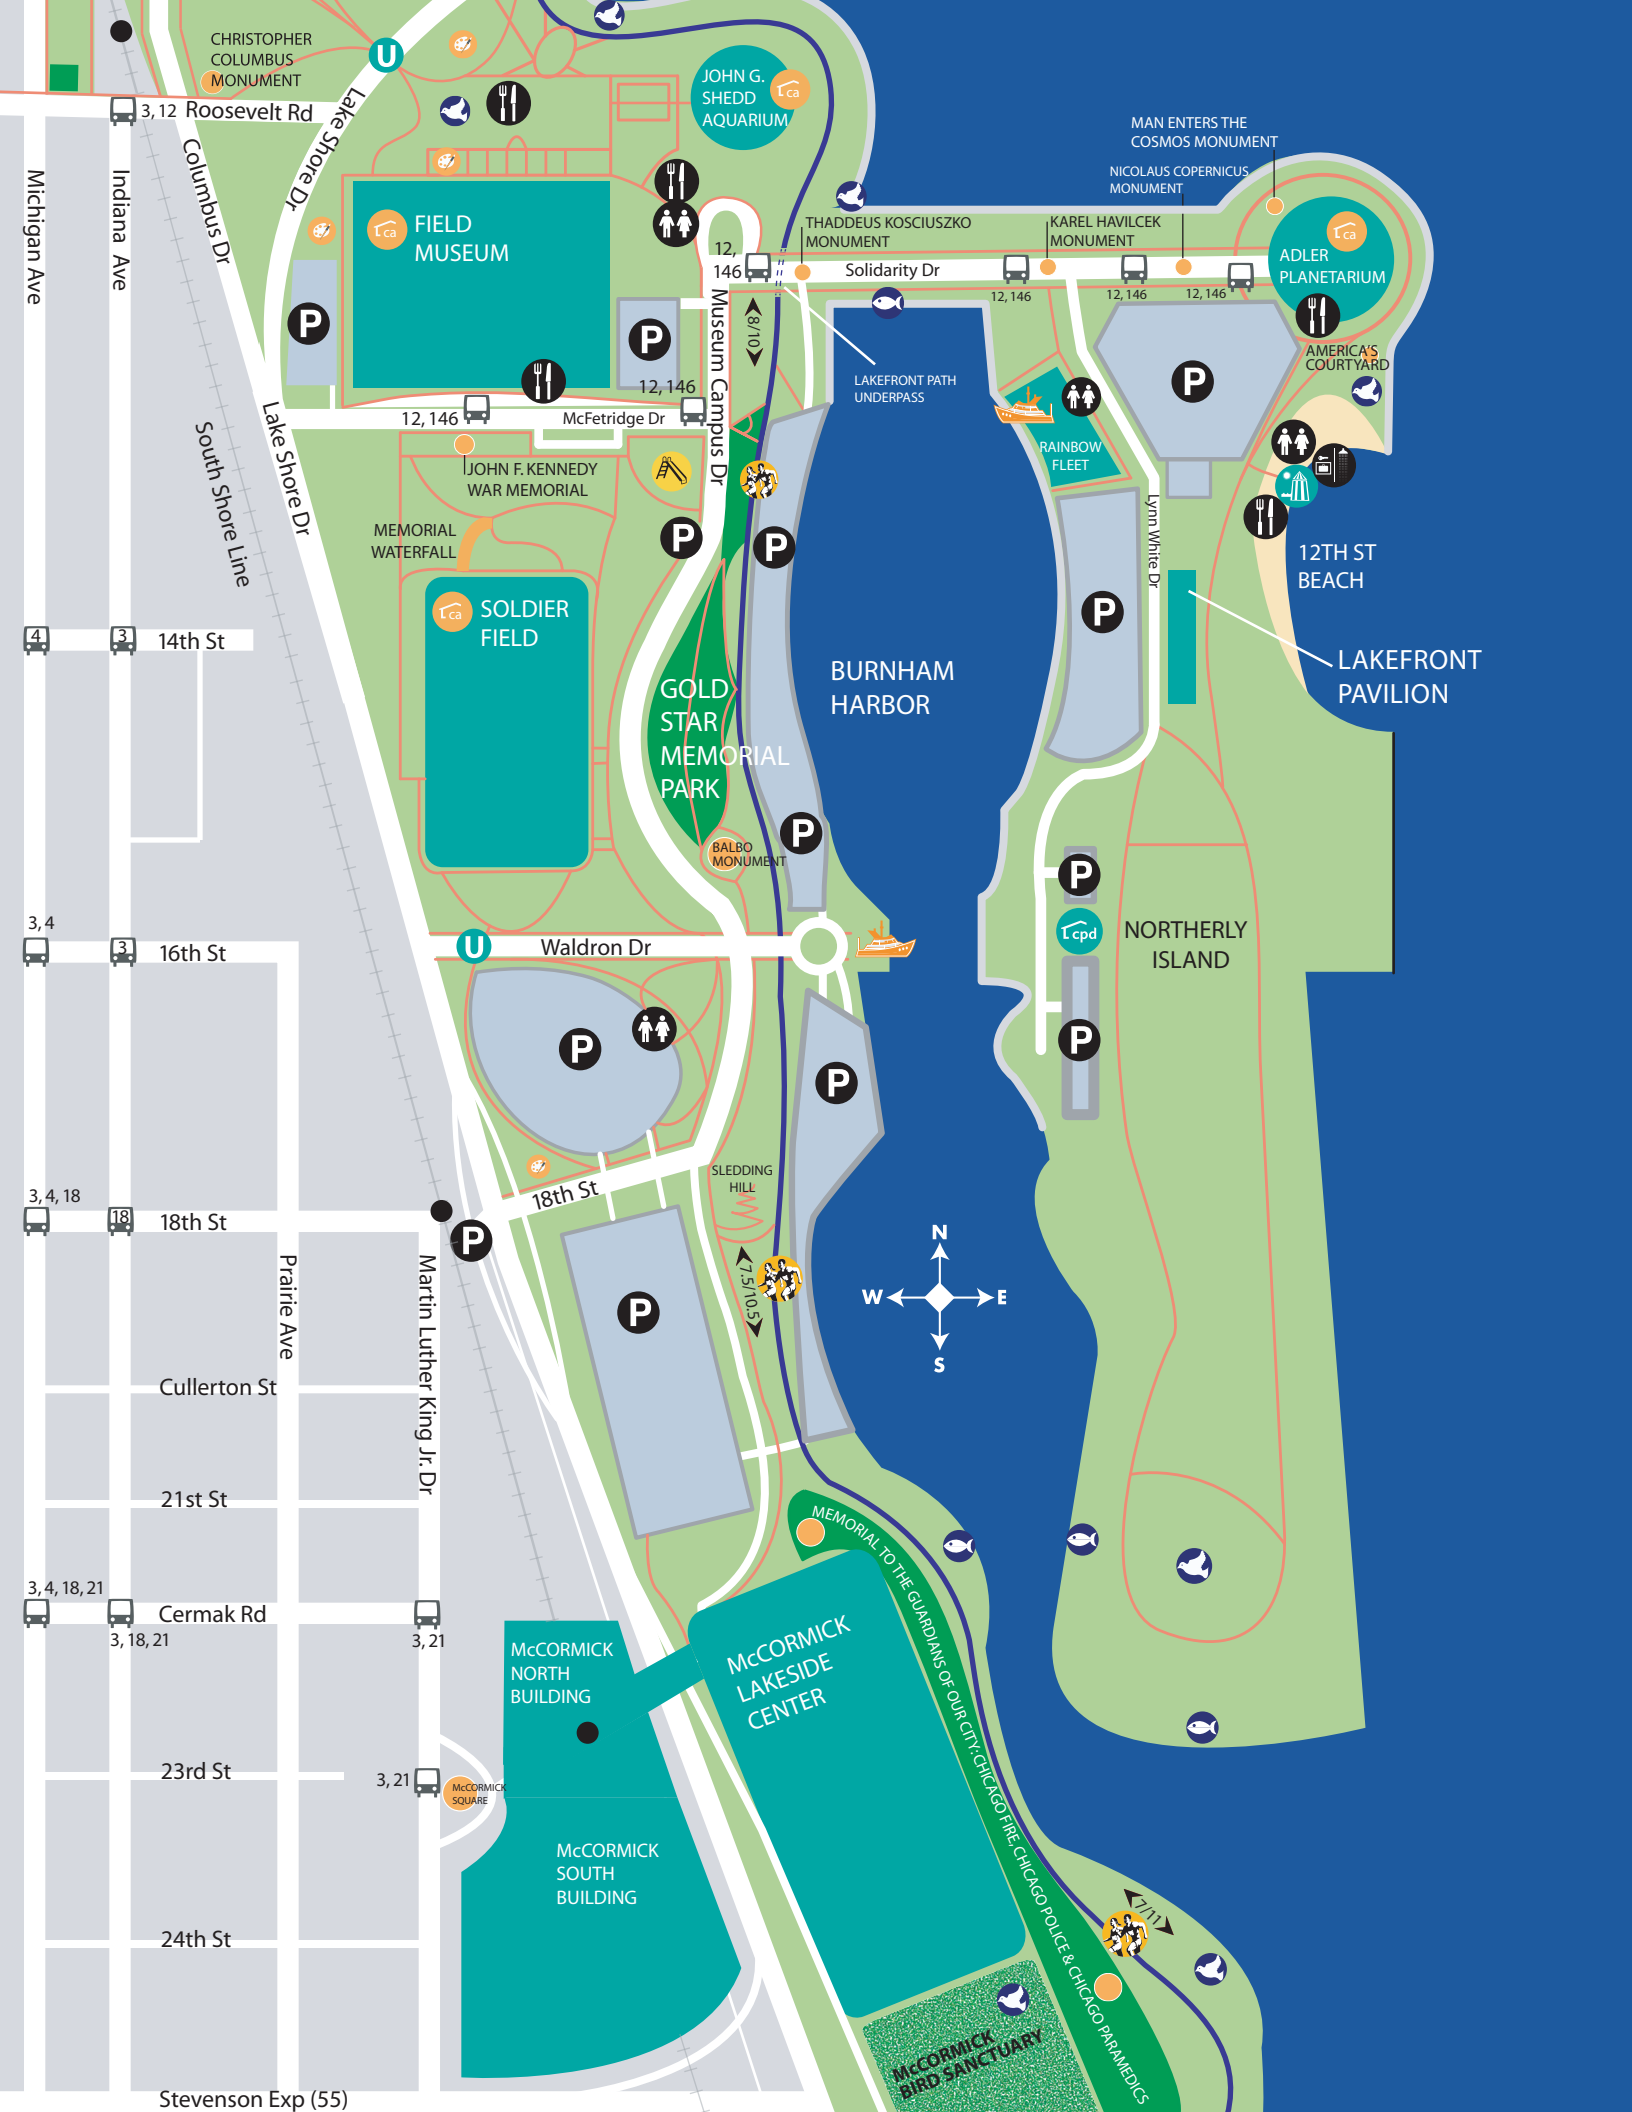 CHRISTOPHER
COLUMBUS
MONUMENT
U
3, 12
Roosevelt Rd
Lake Shore Dr
Columbus Dr
Michigan Ave
Indiana Ave
JOHN G.
SHEDD
AQUARIUM
ca
MAN ENTERS THE
COSMOS MONUMENT
NICOLAUS COPERNICUS
MONUMENT
ca
FIELD
MUSEUM
THADDEUS KOSCIUSZKO
MONUMENT
KAREL HAVILCEK
MONUMENT
ca
ADLER
PLANETARIUM
12,
146
Solidarity Dr
12, 146
12, 146
12, 146
P
P
Museum Campus Dr
8/10
LAKEFRONT PATH
UNDERPASS
P
AMERICA'S
COURTYARD
12, 146
12, 146
McFetridge Dr
Lake Shore Dr
South Shore Line
JOHN F. KENNEDY
WAR MEMORIAL
RAINBOW
FLEET
MEMORIAL
WATERFALL
P
P
Lynn White Dr
12TH ST
BEACH
ca
SOLDIER
FIELD
P
4
3
14th St
GOLD
STAR
MEMORIAL
PARK
BURNHAM
HARBOR
LAKEFRONT
PAVILION
P
BALBO
MONUMENT
P
3, 4
3
16th St
U
Waldron Dr
cpd
NORTHERLY
ISLAND
P
P
P
SLEDDING
HILL
3, 4, 18
18
18th St
18th St
P
Prairie Ave
Martin Luther King Jr. Dr
7.5/10.5
P
N
W
E
S
Cullerton St
21st St
MEMORIAL TO THE GUARDIANS OF OUR CITY: CHICAGO FIRE, CHICAGO POLICE & CHICAGO PARAMEDICS
3, 4, 18, 21
Cermak Rd
3, 18, 21
3, 21
McCORMICK
NORTH
BUILDING
McCORMICK
LAKESIDE
CENTER
23rd St
3, 21
McCORMICK
SQUARE
McCORMICK
SOUTH
BUILDING
7/11
24th St
McCORMICK
BIRD SANCTUARY
Stevenson Exp (55)